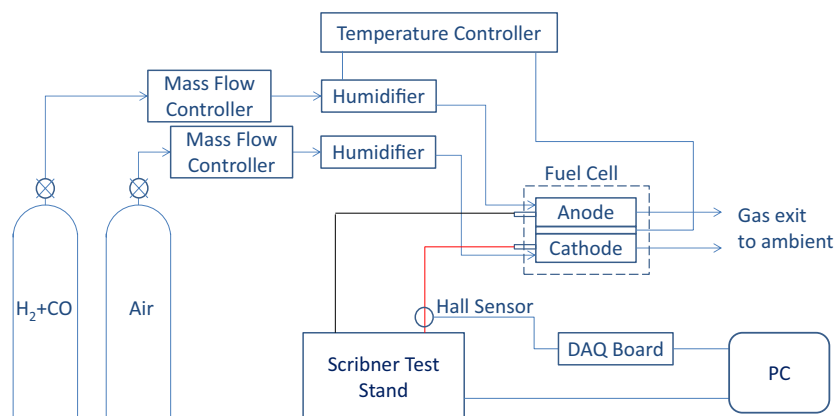 Temperature Controller
Mass Flow
Controller
Humidifier
Mass Flow
Controller
Humidifier
Fuel Cell
Anode
Cathode
Gas exit
to ambient
H₂+CO
Air
Hall Sensor
Scribner Test
Stand
DAQ Board
PC